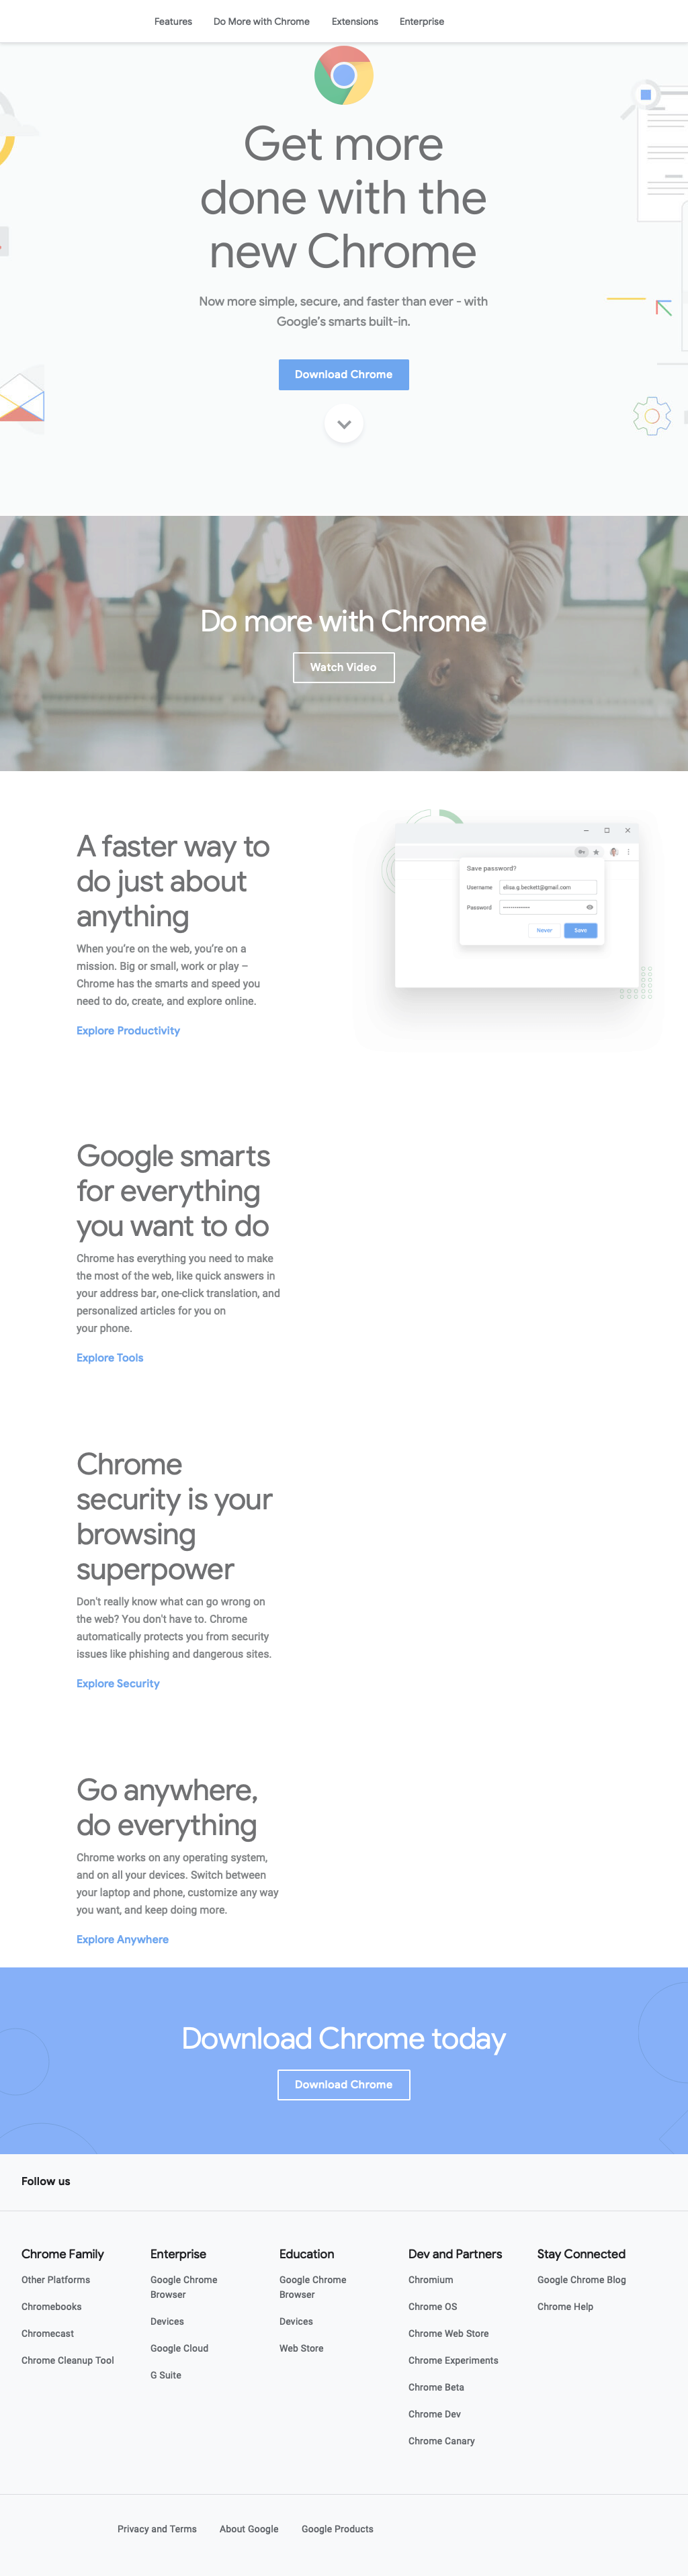 Features
Do More with Chrome
Extensions
Enterprise
Get more
done with the
new Chrome
Now more simple, secure, and faster than ever - with
Google's smarts built-in.
Download Chrome
Do more with Chrome
Watch Video
A faster way to
do just about
anything
When you're on the web, you're on a
mission. Big or small, work or play –
Chrome has the smarts and speed you
need to do, create, and explore online.
Explore Productivity
Save password?
Username
elisa.g.beckett@gmail.com
Password
Never
Save
Google smarts
for everything
you want to do
Chrome has everything you need to make
the most of the web, like quick answers in
your address bar, one-click translation, and
personalized articles for you on
your phone.
Explore Tools
Chrome
security is your
browsing
superpower
Don't really know what can go wrong on
the web? You don't have to. Chrome
automatically protects you from security
issues like phishing and dangerous sites.
Explore Security
Go anywhere,
do everything
Chrome works on any operating system,
and on all your devices. Switch between
your laptop and phone, customize any way
you want, and keep doing more.
Explore Anywhere
Download Chrome today
Download Chrome
Follow us
Chrome Family
Other Platforms
Chromebooks
Chromecast
Chrome Cleanup Tool
Enterprise
Google Chrome
Browser
Devices
Google Cloud
G Suite
Education
Google Chrome
Browser
Devices
Web Store
Dev and Partners
Chromium
Chrome OS
Chrome Web Store
Chrome Experiments
Chrome Beta
Chrome Dev
Chrome Canary
Stay Connected
Google Chrome Blog
Chrome Help
Privacy and Terms
About Google
Google Products